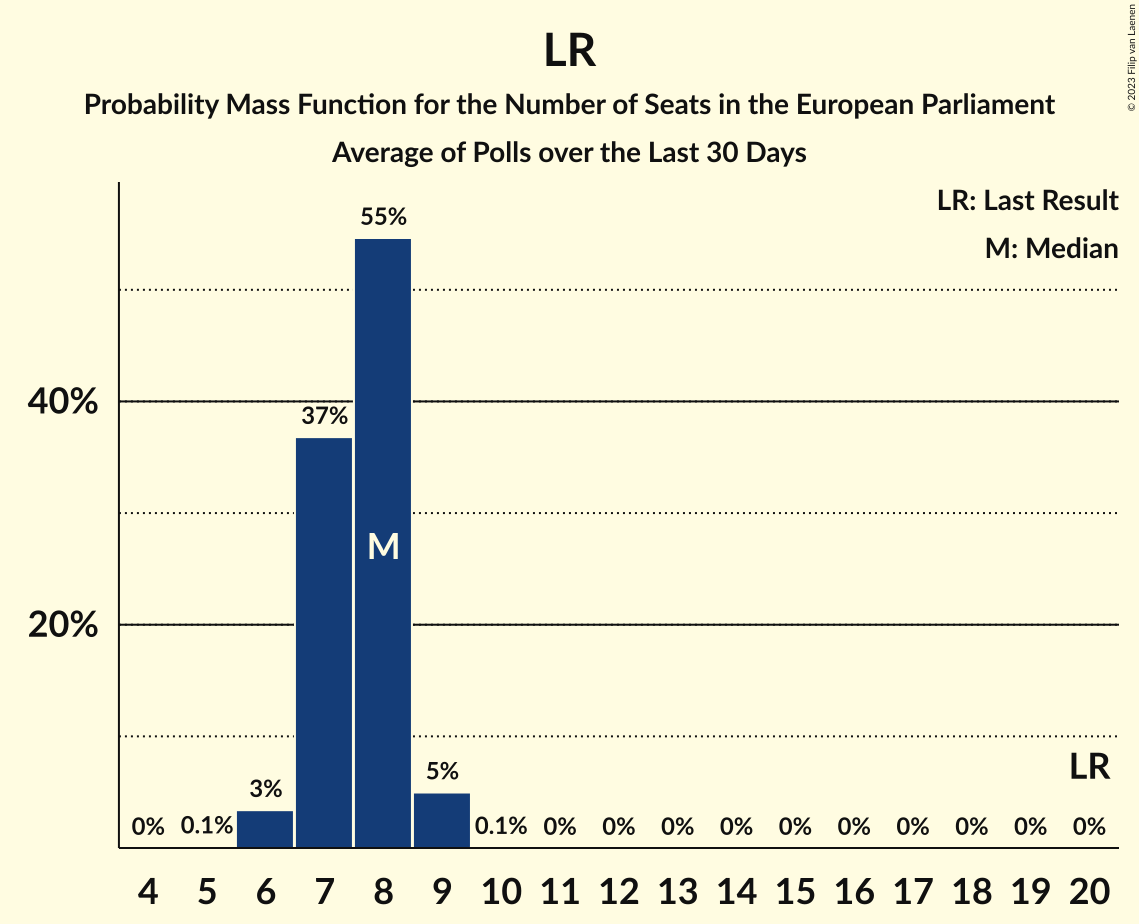 LR
Probability Mass Function for the Number of Seats in the European Parliament
Average of Polls over the Last 30 Days
© 2023 Filip van Laenen
LR: Last Result
M: Median
55%
40%
37%
M
20%
LR
5%
3%
0% 0.1% 0.1% 0% 0% 0% 0% 0% 0% 0% 0% 0% 0%
4 5 6 7 8 9 10 11 12 13 14 15 16 17 18 19 20